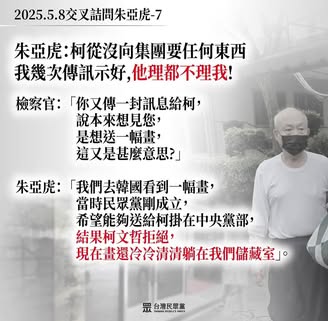 2025.5.8交叉詰問朱亞虎-7
朱亞虎:柯從沒向集團要任何東西
我幾次傳訊示好,他理都不理我!
檢察官:「你又傳一封訊息給柯,
說本來想見您,
是想送一幅畫,
這又是甚麼意思?」
朱亞虎:「我們去韓國看到一幅畫,
當時民眾黨剛成立,
希望能夠送給柯掛在中央黨部,
結果柯文哲拒絕,
現在畫還冷冷清清躺在我們儲藏室」。
台灣民眾黨